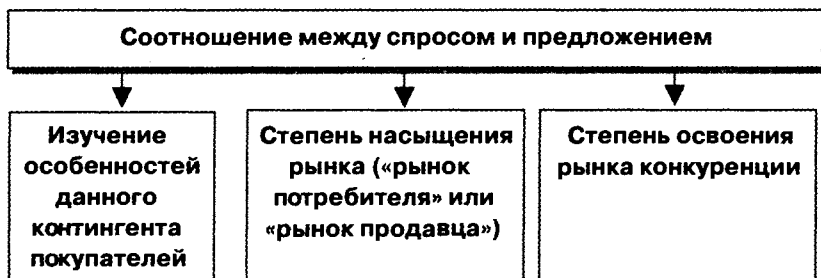 Соотношение между спросом и предложением
Изучение
особенностей
данного
контингента
покупателей
Степень насыщения
рынка («рынок
потребителя» или
«рынок продавца»)
Степень освоения
рынка конкуренции